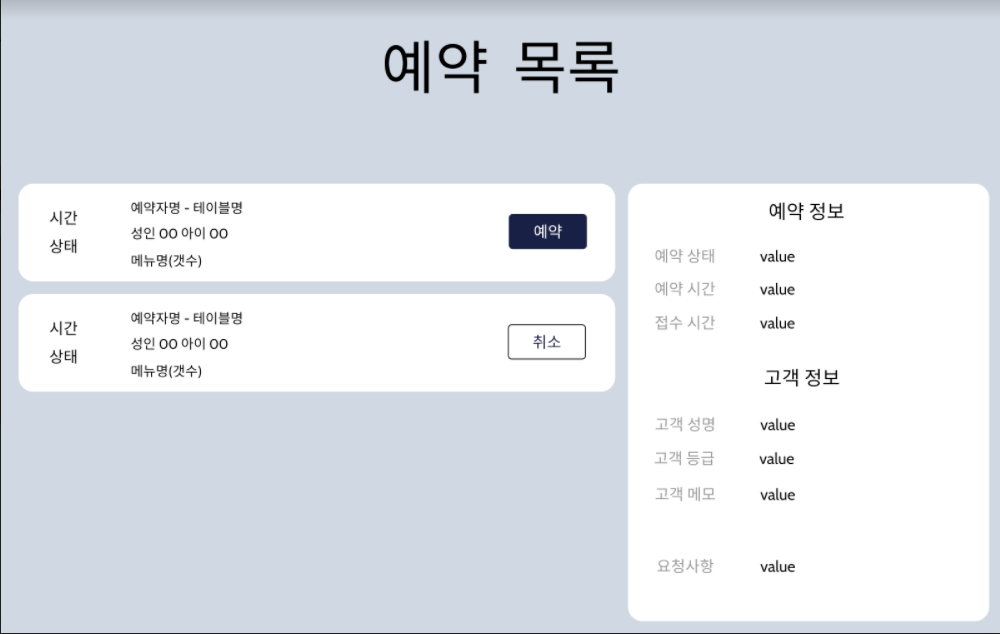 예약 목록
시간
상태
예약자명 - 테이블명
성인 OO 아이 OO
메뉴명(갯수)
예약
시간
상태
예약자명 - 테이블명
성인 OO 아이 OO
메뉴명(갯수)
취소
예약 정보
예약 상태 value
예약 시간 value
접수 시간 value
고객 정보
고객 성명 value
고객 등급 value
고객 메모 value
요청사항 value